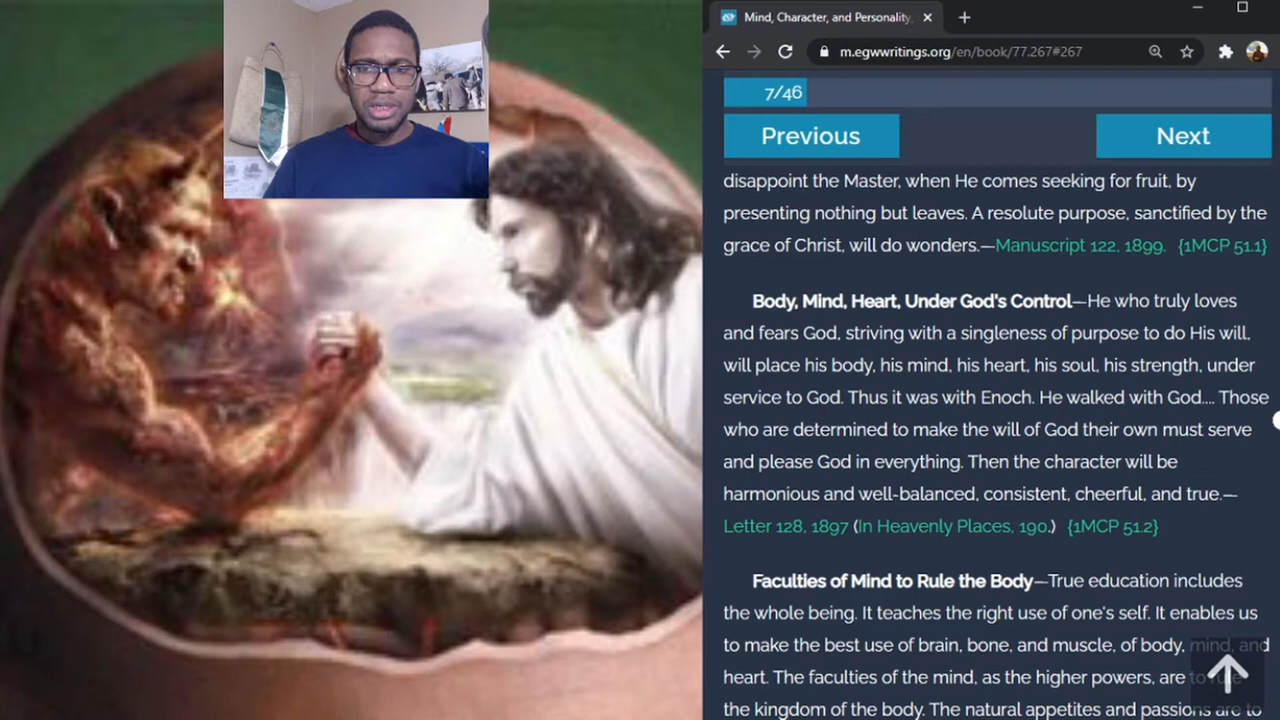 Mind, Character, and Personality,
m.egwwritings.org/en/book/77.267#267
7/46
Previous
Next
disappoint the Master, when He comes seeking for fruit, by
presenting nothing but leaves. A resolute purpose, sanctified by the
grace of Christ, will do wonders.—Manuscript 122, 1899. {1MCP 51.1}
Body, Mind, Heart, Under God's Control—He who truly loves
and fears God, striving with a singleness of purpose to do His will,
will place his body, his mind, his heart, his soul, his strength, under
service to God. Thus it was with Enoch. He walked with God.... Those
who are determined to make the will of God their own must serve
and please God in everything. Then the character will be
harmonious and well-balanced, consistent, cheerful, and true.—
Letter 128, 1897 (In Heavenly Places, 190.) {1MCP 51.2}
Faculties of Mind to Rule the Body—True education includes
the whole being. It teaches the right use of one's self. It enables us
to make the best use of brain, bone, and muscle, of body, mind, and
heart. The faculties of the mind, as the higher powers, are to rule
the kingdom of the body. The natural appetites and passions are to